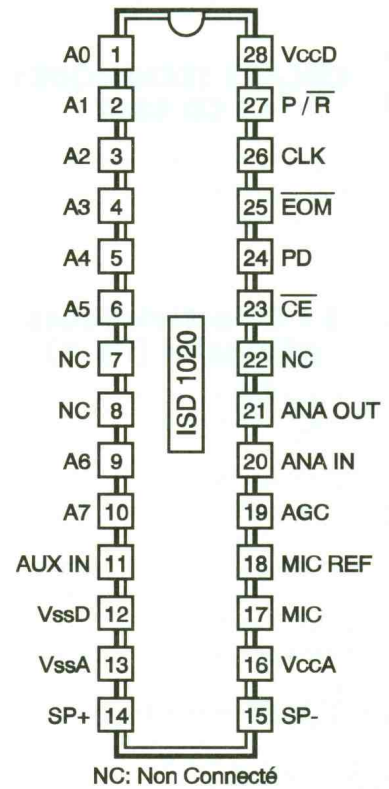 A0 1 28 VccD
A1 2 27 P/R̅
A2 3 26 CLK
A3 4 25 E̅O̅M̅
A4 5 24 PD
A5 6 23 C̅E̅
NC 7 22 NC
NC 8 21 ANA OUT
A6 9 20 ANA IN
A7 10 19 AGC
AUX IN 11 18 MIC REF
VssD 12 17 MIC
VssA 13 16 VccA
SP+ 14 15 SP-
ISD 1020
NC: Non Connecté